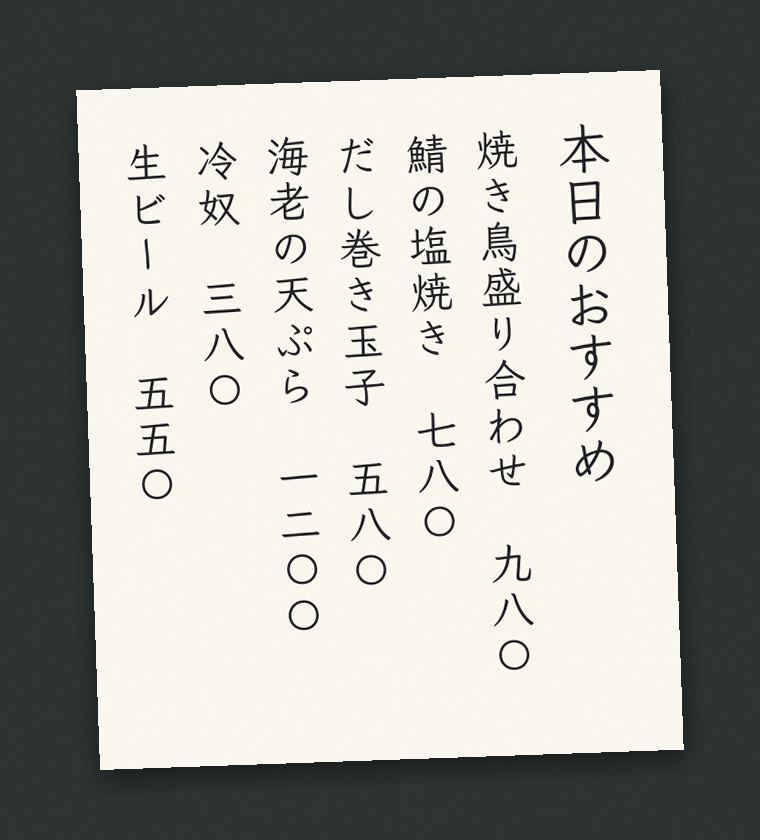 本日のおすすめ
焼き鳥盛り合わせ　九八〇
鯖の塩焼き　七八〇
だし巻き玉子　五八〇
海老の天ぷら　一二〇〇
冷奴　三八〇
生ビール　五五〇